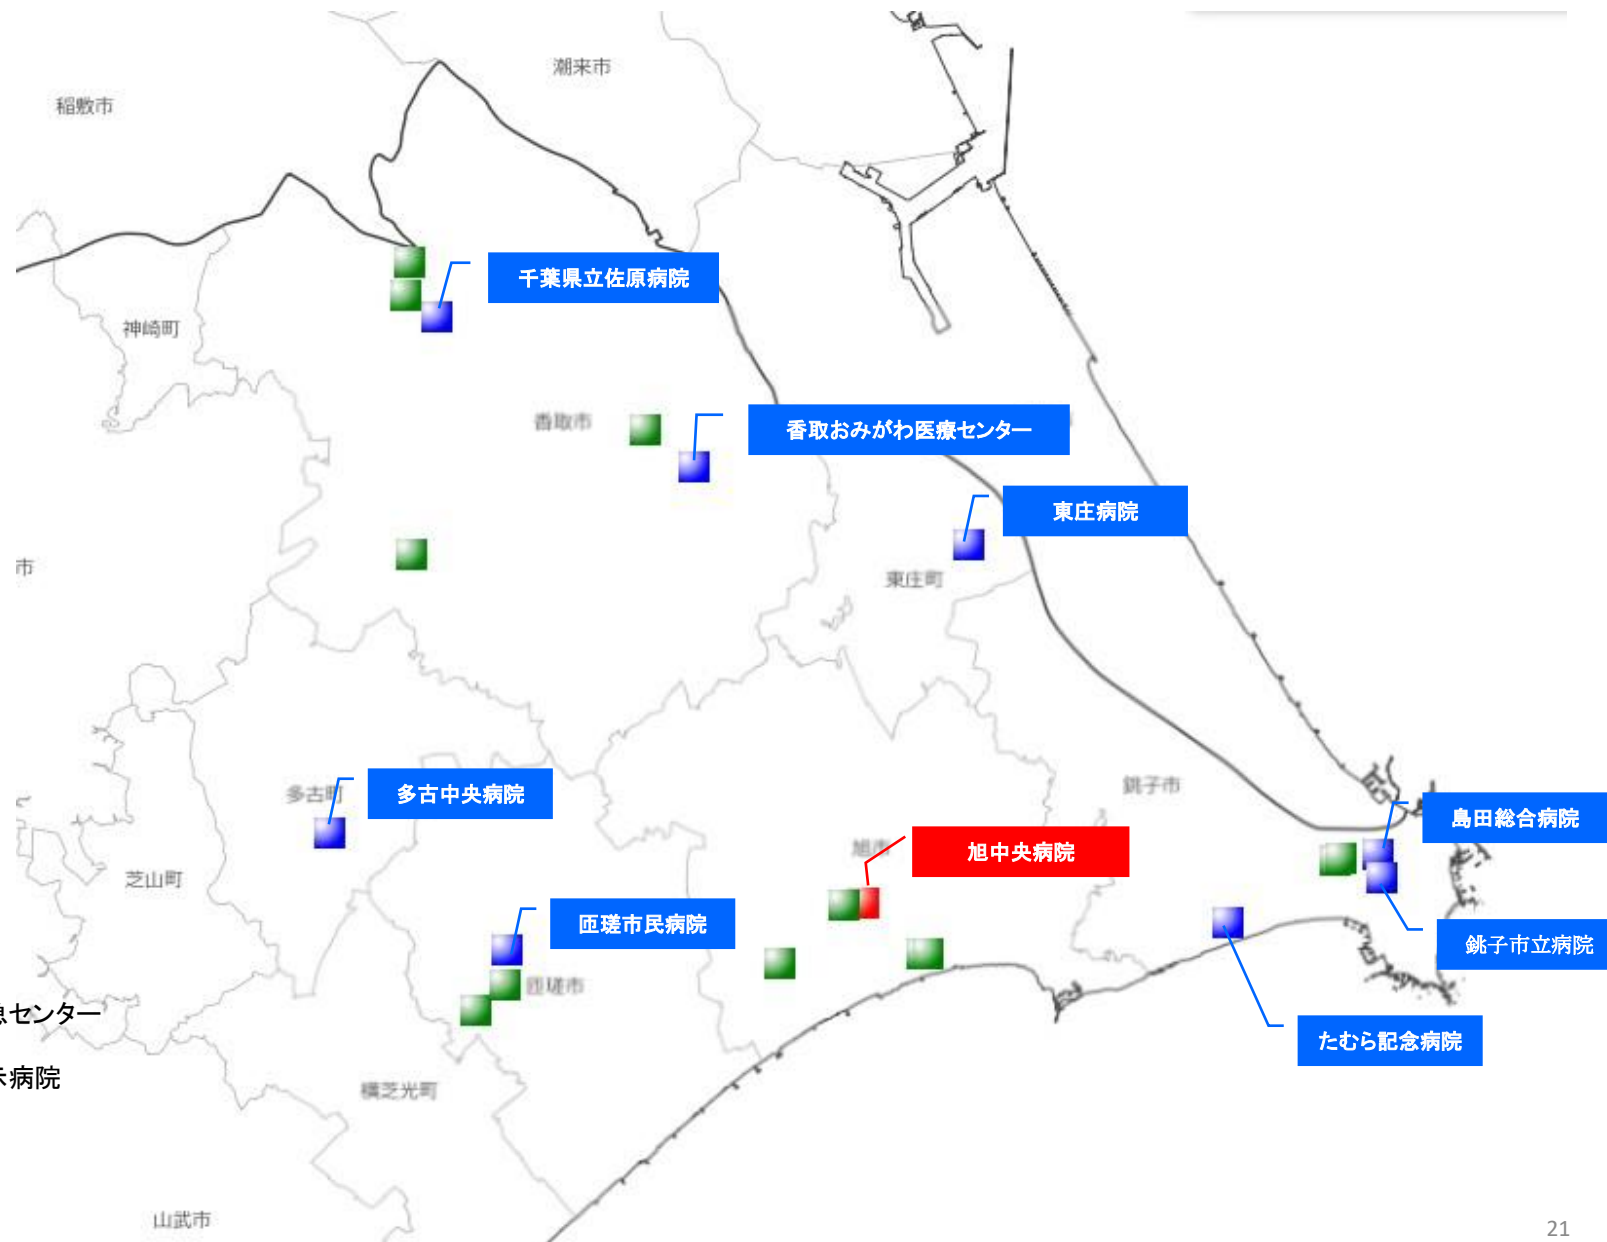 潮来市
稲敷市
千葉県立佐原病院
神崎町
香取市
香取おみがわ医療センター
東庄病院
市
東庄町
銚子市
多古中央病院
多古町
島田総合病院
旭中央病院
旭市
芝山町
匝瑳市民病院
銚子市立病院
匝瑳市
センター
たむら記念病院
病院
横芝光町
山武市
21